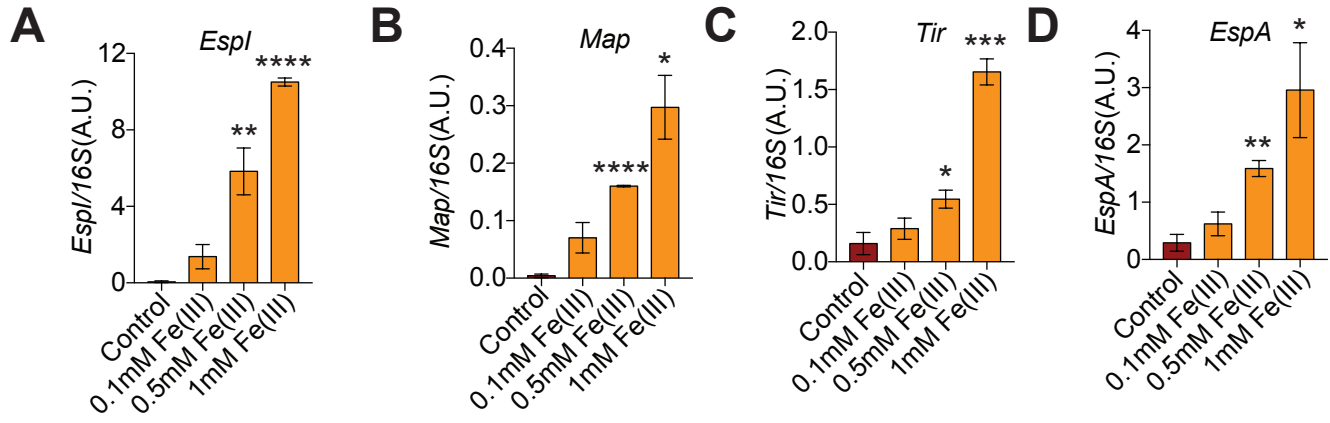 A
EspI
EspI/16S(A.U.)
12
8
4
0
**
****
Control
0.1mM Fe(III)
0.5mM Fe(III)
1mM Fe(III)
B
Map
Map/16S(A.U.)
0.4
0.3
0.2
0.1
0.0
****
*
Control
0.1mM Fe(III)
0.5mM Fe(III)
1mM Fe(II)
C
Tir
Tir/16S(A.U.)
2.0
1.5
1.0
0.5
0.0
*
***
Control
0.1mM Fe(III)
0.5mM Fe(III)
1mM Fe(III)
D
EspA
EspA/16S(A.U.)
4
3
2
1
0
**
*
Control
0.1mM Fe(III)
0.5mM Fe(III)
1mM Fe(III)